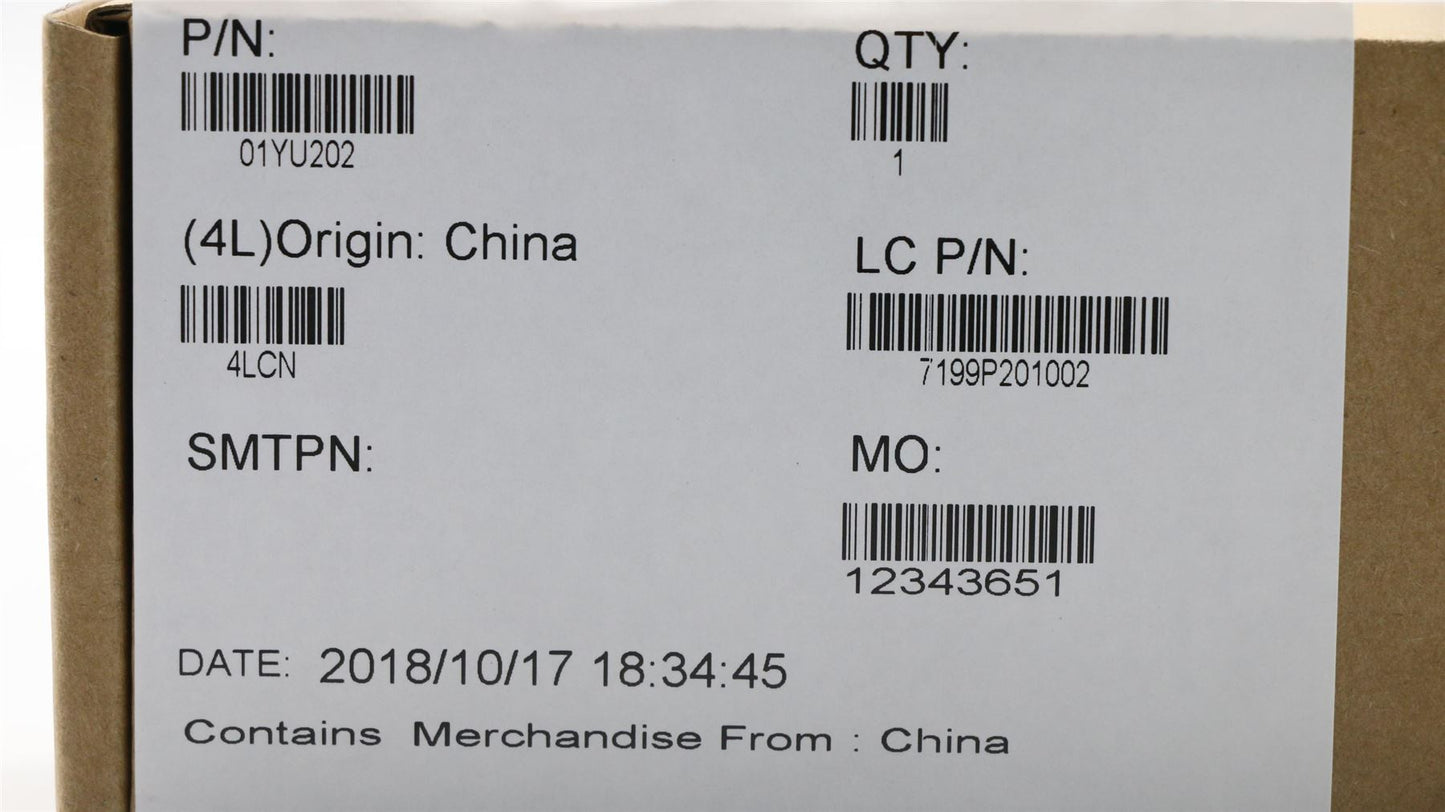 P/N:
QTY:
01YU202
1
(4L)Origin: China
LC P/N:
4LCN
7199P201002
SMTPN:
MO:
12343651
DATE: 2018/10/17 18:34:45
Contains Merchandise From : China